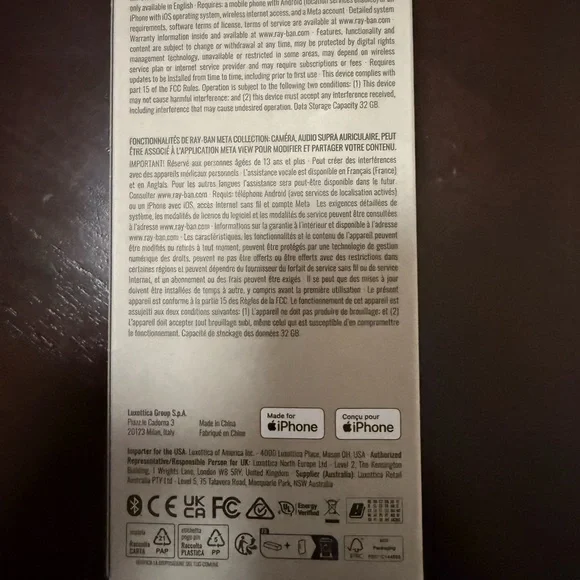 only available in English · Requires: a mobile phone with Android (location services enabled) or an
iPhone with iOS operating system, wireless internet access, and a Meta account · Detailed system
requirements, software terms of license, terms of service are available at www.ray-ban.com ·
Warranty information inside and available at www.ray-ban.com · Features, functionality and
content are subject to change or withdrawal at any time, may be protected by digital rights
management technology, unavailable or restricted in some areas, may depend on wireless
service plan or internet service provider and may require subscriptions or fees · Requires
updates to be installed from time to time, including prior to first use · This device complies with
part 15 of the FCC Rules. Operation is subject to the following two conditions: (1) This device
may not cause harmful interference; and (2) this device must accept any interference received,
including interference that may cause undesired operation. Data Storage Capacity 32 GB.
FONCTIONNALITÉS DE RAY-BAN META COLLECTION: CAMÉRA, AUDIO SUPRA AURICULAIRE, PEUT
ÊTRE ASSOCIÉ À L'APPLICATION META VIEW POUR MODIFIER ET PARTAGER VOTRE CONTENU.
IMPORTANT! Réservé aux personnes âgées de 13 ans et plus · Peut créer des interférences
avec des appareils médicaux personnels · L'assistance vocale est disponible en Français (France)
et en Anglais. Pour les autres langues l'assistance sera peut-être disponible dans le futur.
Consulter www.ray-ban.com · Requis: téléphone Android (avec services de localisation activés)
ou un iPhone avec iOS, accès Internet sans fil et compte Meta · Les exigences détaillées de
système, les modalités de licence du logiciel et les modalités de service peuvent être consultées
à l'adresse www.ray-ban.com · Informations sur la garantie à l'intérieur et disponible à l'adresse
www.ray-ban.com · Les caractéristiques, les fonctionnalités et le contenu de l'appareil peuvent
être modifiés ou retirés à tout moment, peuvent être protégés par une technologie de gestion
numérique des droits, peuvent ne pas être offerts ou être offerts avec des restrictions dans
certaines régions et peuvent dépendre du fournisseur du forfait de service sans fil ou de service
Internet, et un abonnement ou des frais peuvent être exigés · Il se peut que des mises à jour
doivent être installées de temps à autre, y compris avant la première utilisation · Le présent
appareil est conforme à la partie 15 des Règles de la FCC. Le fonctionnement de cet appareil est
assujetti aux deux conditions suivantes: (1) L'appareil ne doit pas produire de brouillage; et (2)
L'appareil doit accepter tout brouillage subi, même celui qui est susceptible d'en compromettre
le fonctionnement. Capacité de stockage des données 32 GB.
Luxottica Group S.p.A.
Piazzale Cadorna 3
20123 Milan, Italy
Made in China
Fabriqué en Chine
Made for
iPhone
Conçu pour
iPhone
Importer for the USA: Luxottica of America Inc. · 4000 Luxottica Place, Mason OH, USA · Authorized
Representative/Responsible Person for UK: Luxottica North Europe Ltd · Level 2, The Kensington
Building, 1 Wrights Lane, London W8 5RY, United Kingdom · Supplier (Australia): Luxottica Retail
Australia PTY Ltd · Level 5, 75 Talavera Road, Macquarie Park, NSW Australia
CE UK CA FC
Energy
Verified
Raccolta
CARTA
21
PAP
Raccolta
PLASTICA
5
PP
FR
FSC
MIX
Packaging